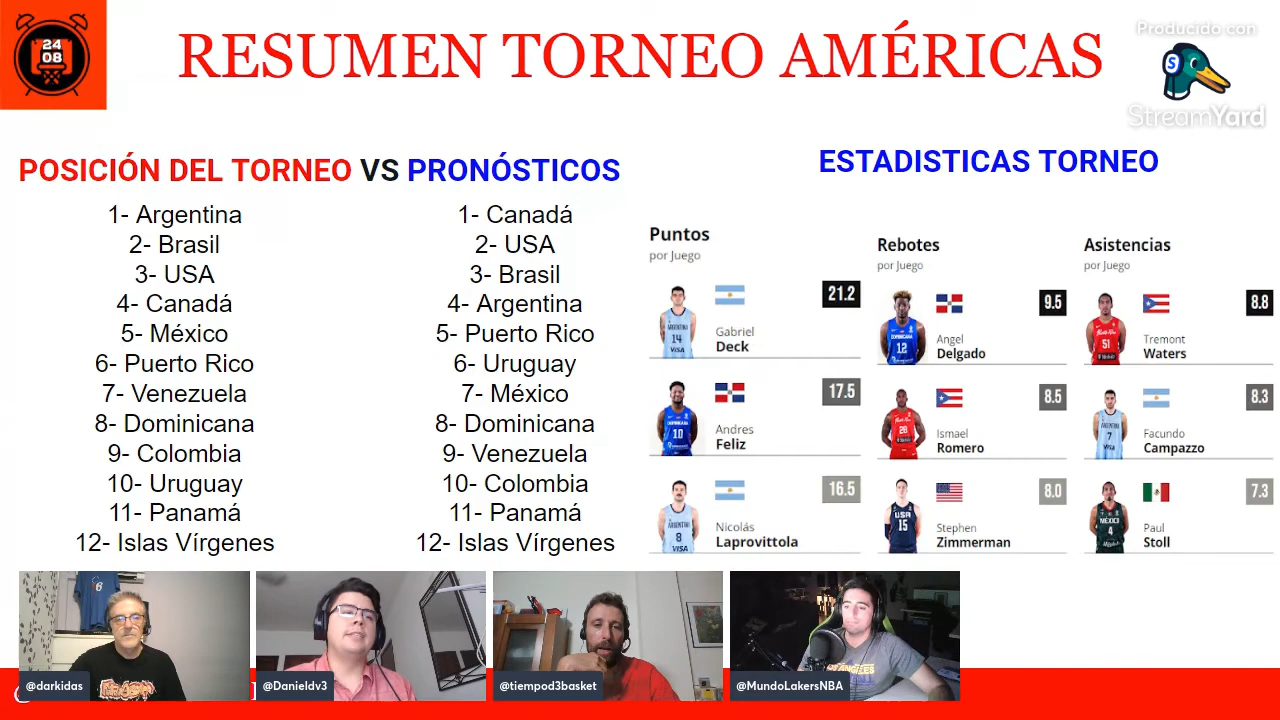 24
08
RESUMEN TORNEO AMÉRICAS
Producido con
StreamYard
POSICIÓN DEL TORNEO VS PRONÓSTICOS
1- Argentina
2- Brasil
3- USA
4- Canadá
5- México
6- Puerto Rico
7- Venezuela
8- Dominicana
9- Colombia
10- Uruguay
11- Panamá
12- Islas Vírgenes
1- Canadá
2- USA
3- Brasil
4- Argentina
5- Puerto Rico
6- Uruguay
7- México
8- Dominicana
9- Venezuela
10- Colombia
11- Panamá
12- Islas Vírgenes
ESTADISTICAS TORNEO
Puntos
por Juego
21.2
Gabriel
Deck
17.5
Andres
Feliz
16.5
Nicolás
Laprovittola
Rebotes
por Juego
9.5
Angel
Delgado
8.5
Ismael
Romero
8.0
Stephen
Zimmerman
Asistencias
por Juego
8.8
Tremont
Waters
8.3
Facundo
Campazzo
7.3
Paul
Stoll
@darkidas
@Danieldv3
@tiempod3basket
@MundoLakersNBA